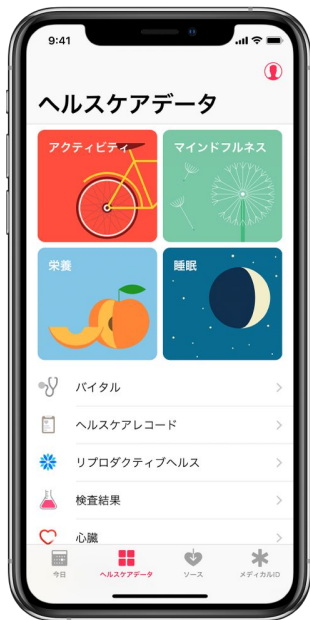 9:41
ヘルスケアデータ
アクティビティ
マインドフルネス
栄養
睡眠
バイタル
ヘルスケアレコード
リプロダクティブヘルス
検査結果
心臓
今日
ヘルスケアデータ
ソース
メディカルID